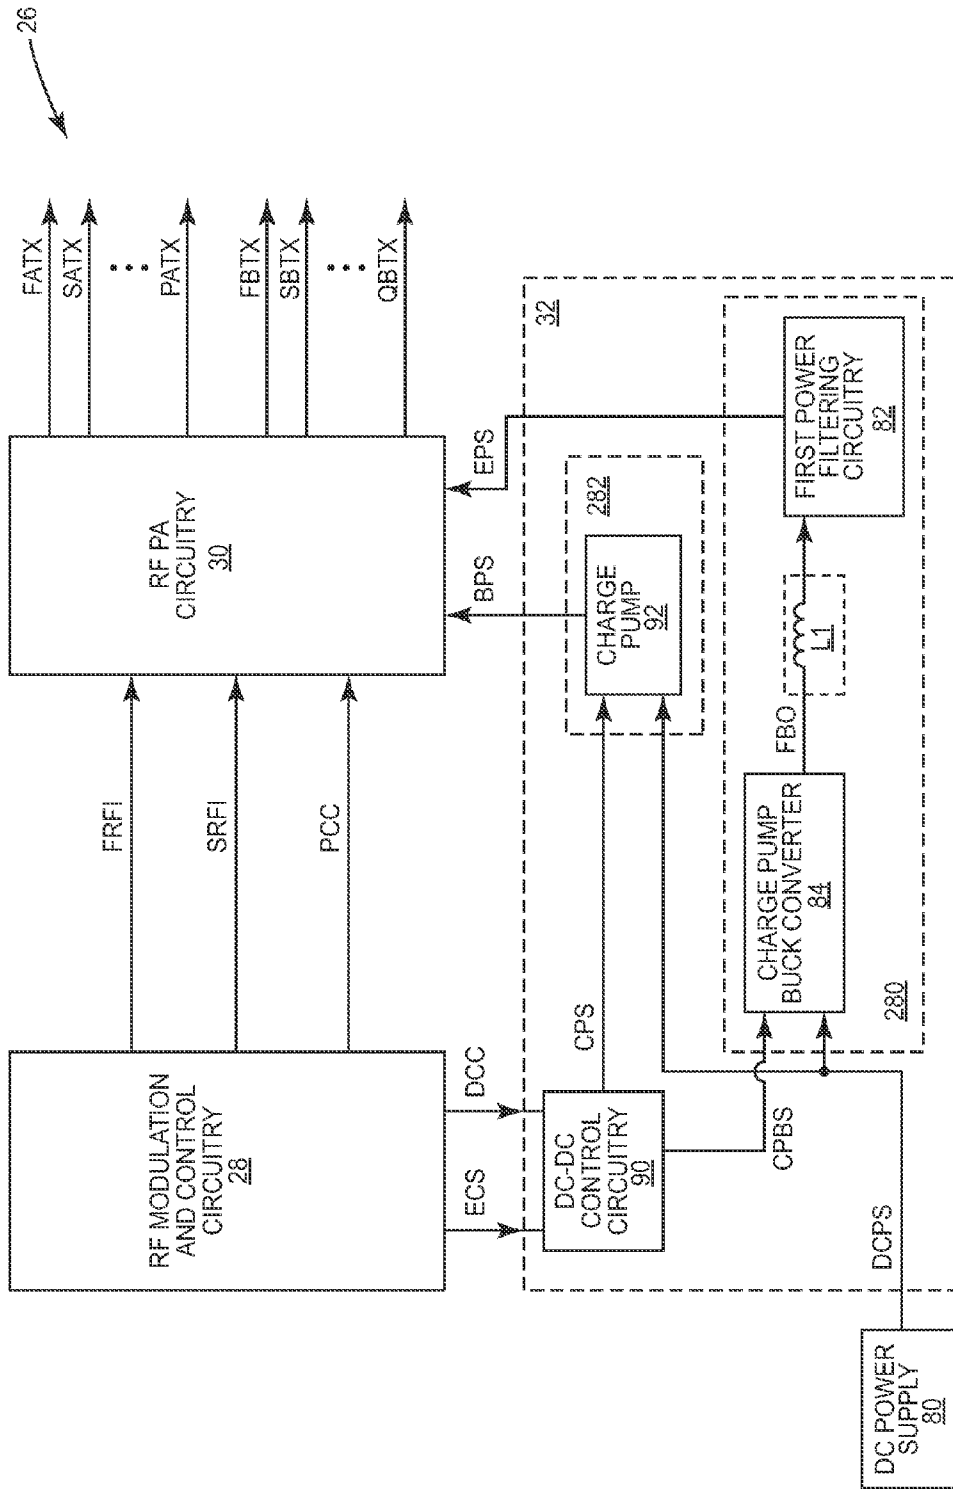 26
FATX
SATX
PATX
FBTX
SBTX
QBTX
RF PA
CIRCUITRY
30
FRFI
SRFI
PCC
RF MODULATION
AND CONTROL
CIRCUITRY
28
EPS
BPS
DCC
ECS
32
282
CHARGE
PUMP
92
CPS
DC-DC
CONTROL
CIRCUITRY
90
CPBS
FIRST POWER
FILTERING
CIRCUITRY
82
L1
FBO
CHARGE PUMP
BUCK CONVERTER
84
280
DCPS
DC POWER
SUPPLY
80